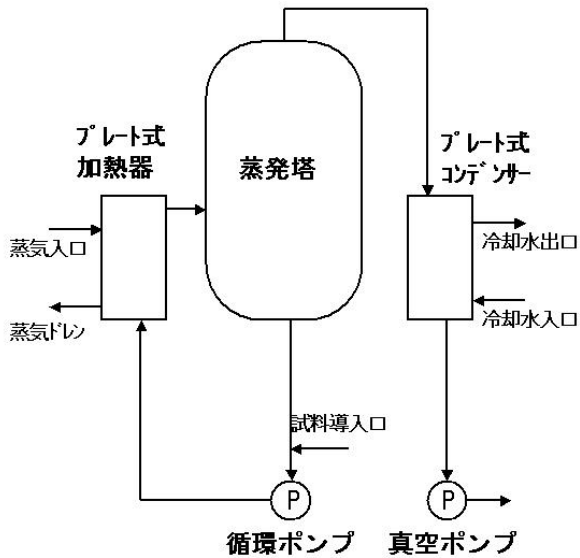 プレート式
加熱器
蒸発塔
プレート式
コンデンサー
蒸気入口
冷却水出口
蒸気ドレン
冷却水入口
試料導入口
P
P
循環ポンプ
真空ポンプ